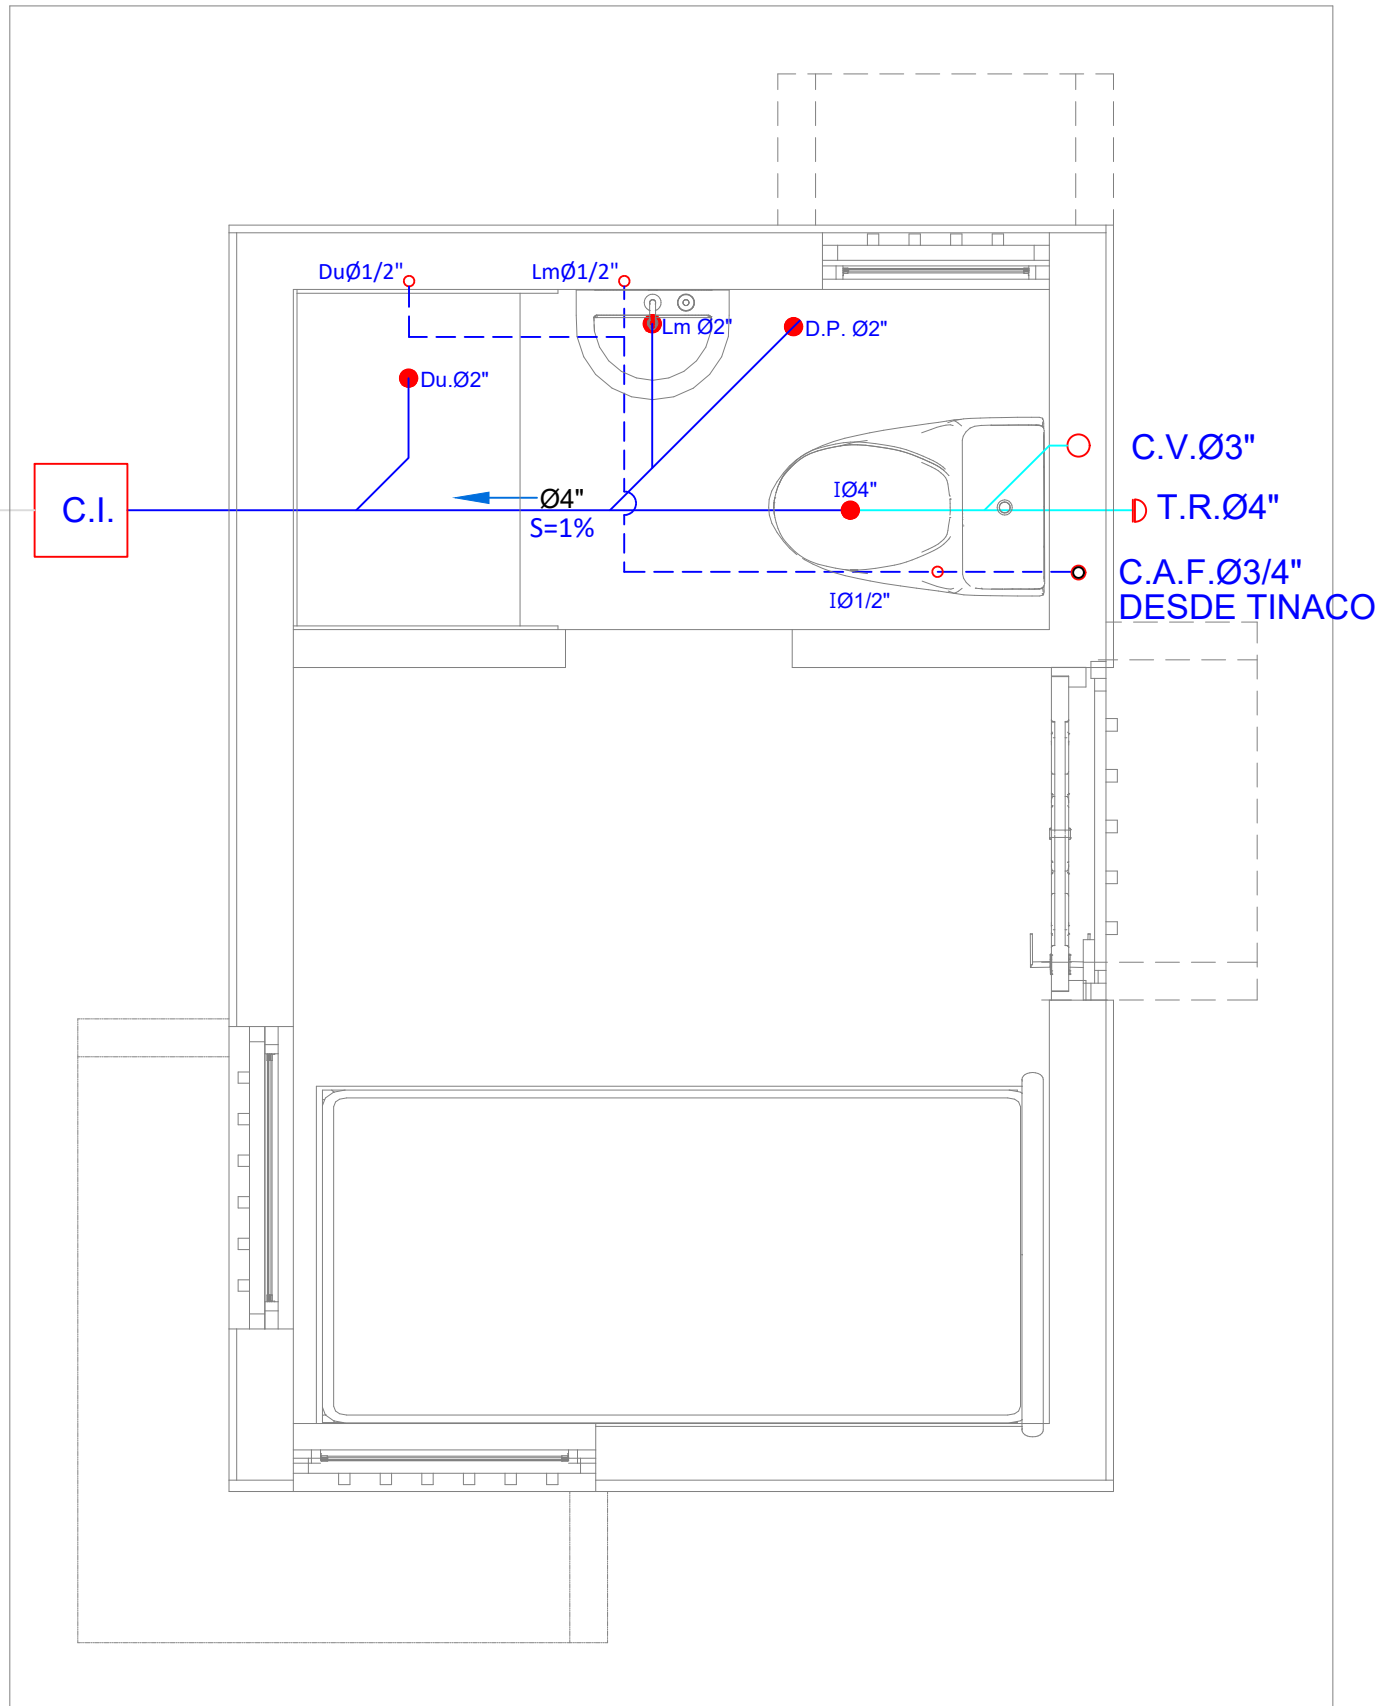 DuØ1/2"
LmØ1/2"
Lm Ø2"
D.P. Ø2"
Du.Ø2"
C.V.Ø3"
C.I.
Ø4"
S=1%
IØ4"
T.R.Ø4"
IØ1/2"
C.A.F.Ø3/4"
DESDE TINACO